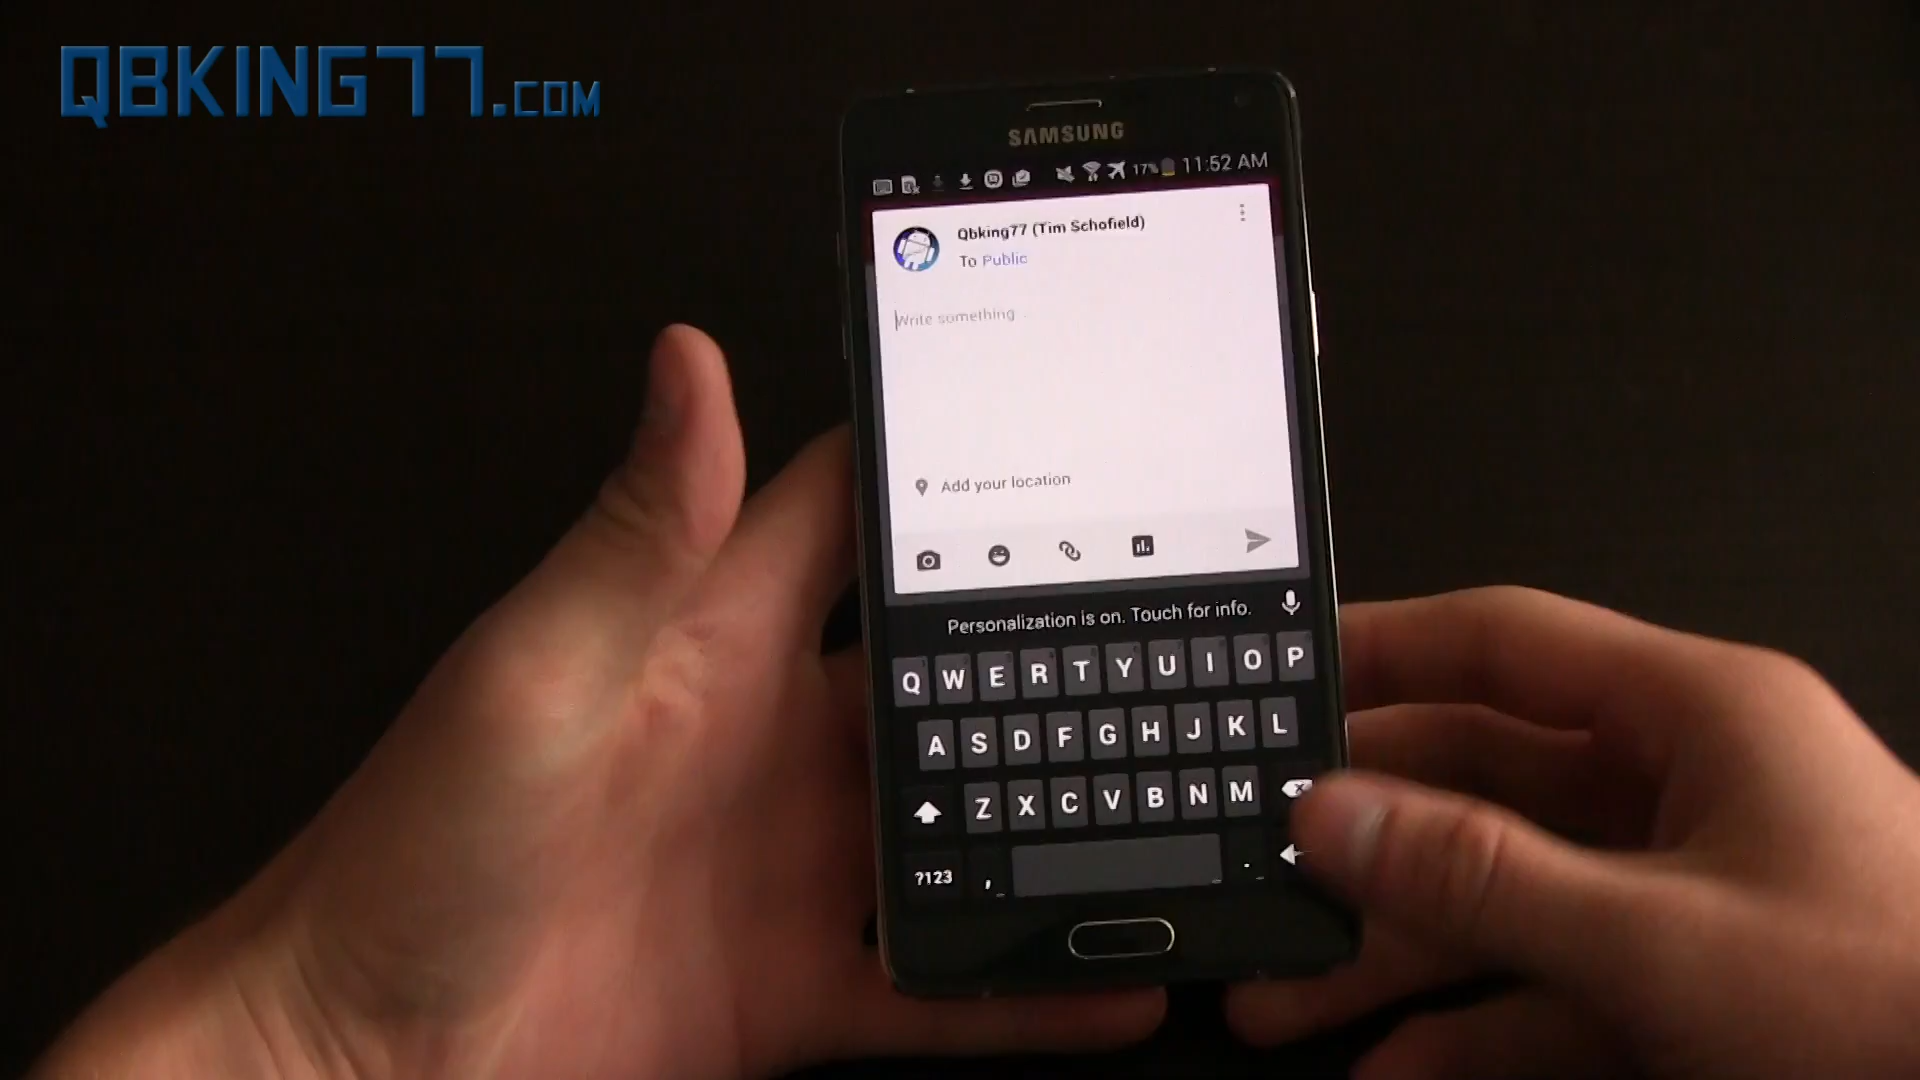 QBKING77.COM
SAMSUNG
17% 11:52 AM
Qbking77 (Tim Schofield)
To Public
Write something...
Add your location
Personalization is on. Touch for info.
Q W E R T Y U I O P
A S D F G H J K L
Z X C V B N M
?123 , .